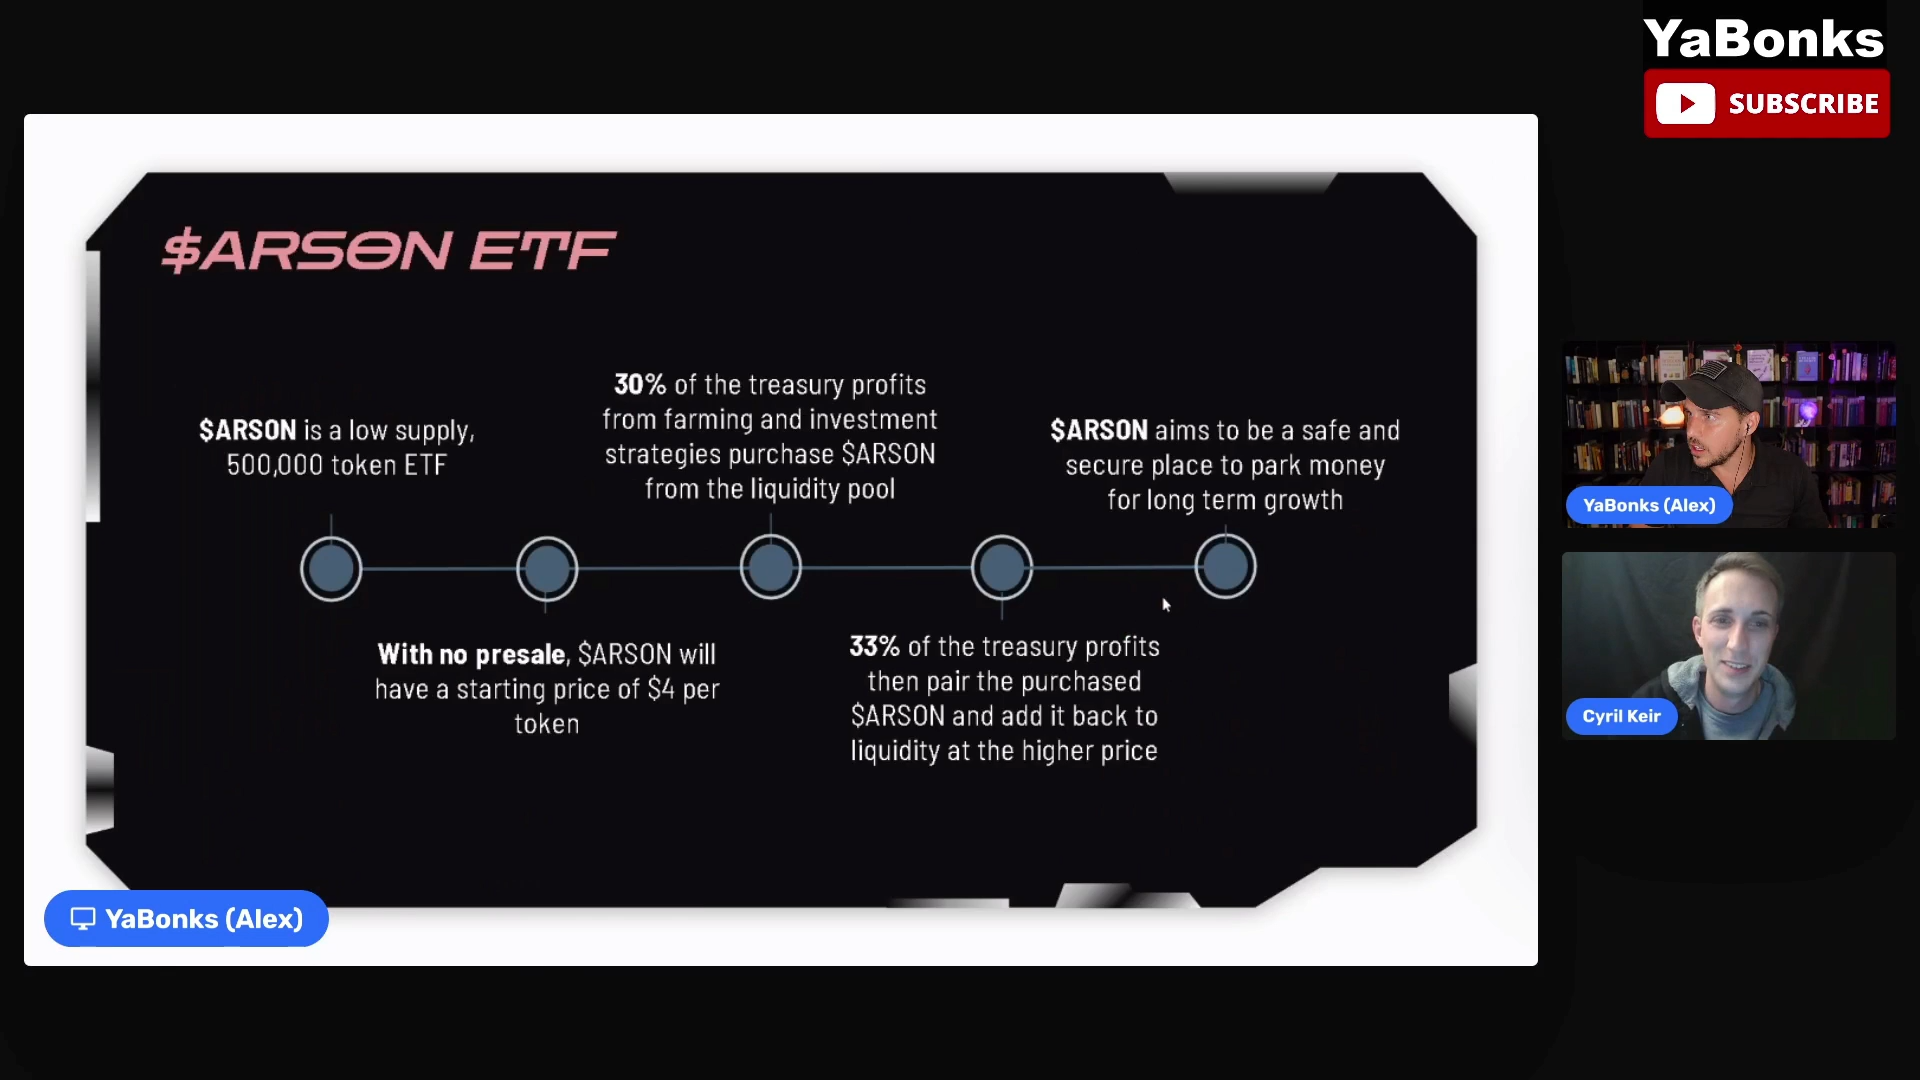 YaBonks
SUBSCRIBE
$ARSON ETF
$ARSON is a low supply,
500,000 token ETF
With no presale, $ARSON will
have a starting price of $4 per
token
30% of the treasury profits
from farming and investment
strategies purchase $ARSON
from the liquidity pool
33% of the treasury profits
then pair the purchased
$ARSON and add it back to
liquidity at the higher price
$ARSON aims to be a safe and
secure place to park money
for long term growth
YaBonks (Alex)
Cyril Keir
YaBonks (Alex)